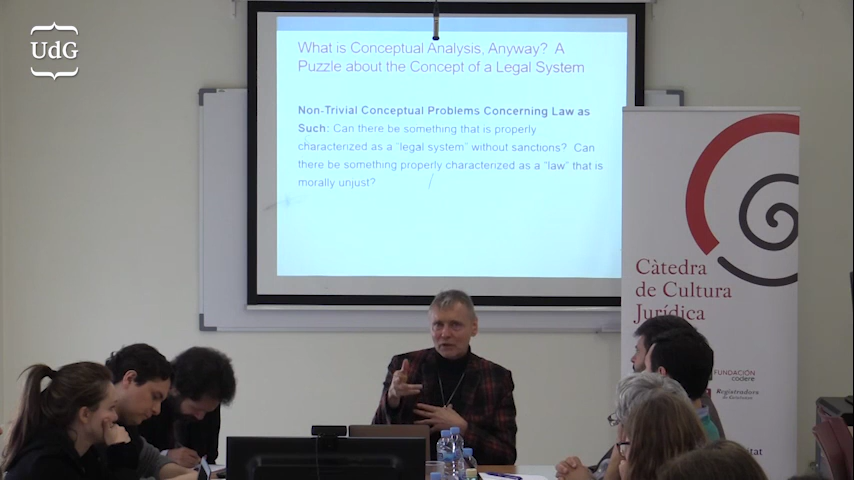 UdG
What is Conceptual Analysis, Anyway? A
Puzzle about the Concept of a Legal System
Non-Trivial Conceptual Problems Concerning Law as
Such: Can there be something that is properly
characterized as a "legal system" without sanctions? Can
there be something properly characterized as a "law" that is
morally unjust?
Càtedra
de Cultura
Jurídica
FUNDACIÓN
codere
Registradores